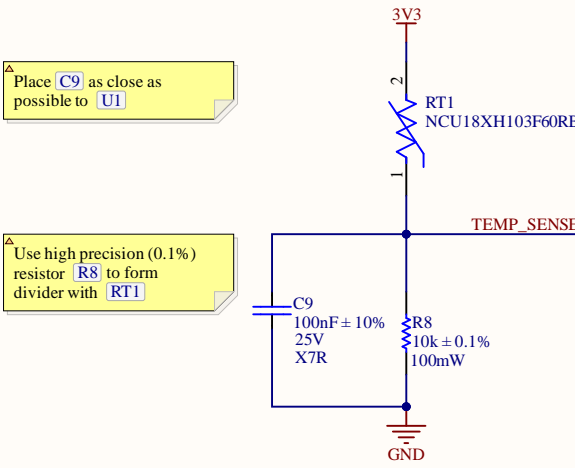 3V3
Place C9 as close as
possible to U1
2
RT1
NCU18XH103F60RB
1
TEMP_SENSE
Use high precision (0.1%)
resistor R8 to form
divider with RT1
C9
100nF ± 10%
25V
X7R
R8
10k ± 0.1%
100mW
GND